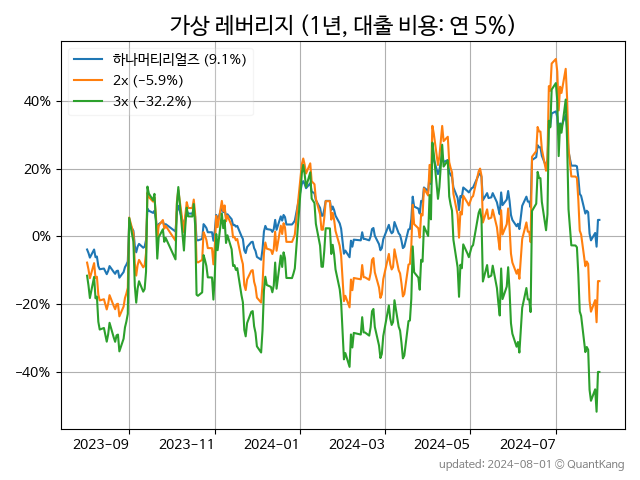 가상 레버리지 (1년, 대출 비용: 연 5%)
하나머티리얼즈 (9.1%)
2x (−5.9%)
3x (−32.2%)
40%
20%
0%
−20%
−40%
2023−09
2023−11
2024−01
2024−03
2024−05
2024−07
updated: 2024-08-01 © QuantKang